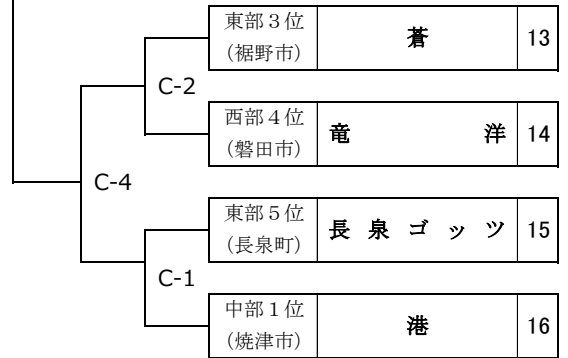 東部３位
(裾野市)
蒼
13
C-2
西部４位
(磐田市)
竜 洋
14
C-4
東部５位
(長泉町)
長泉ゴッツ
15
C-1
中部１位
(焼津市)
港
16